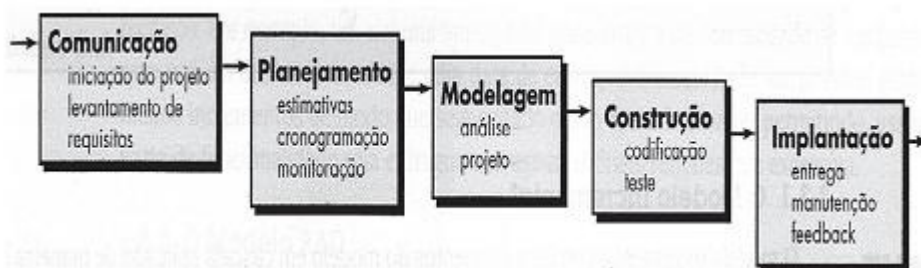 Comunicação
iniciação do projeto
levantamento de
requisitos
Planejamento
estimativas
cronogramação
monitoração
Modelagem
análise
projeto
Construção
codificação
teste
Implantação
entrega
manutenção
feedback